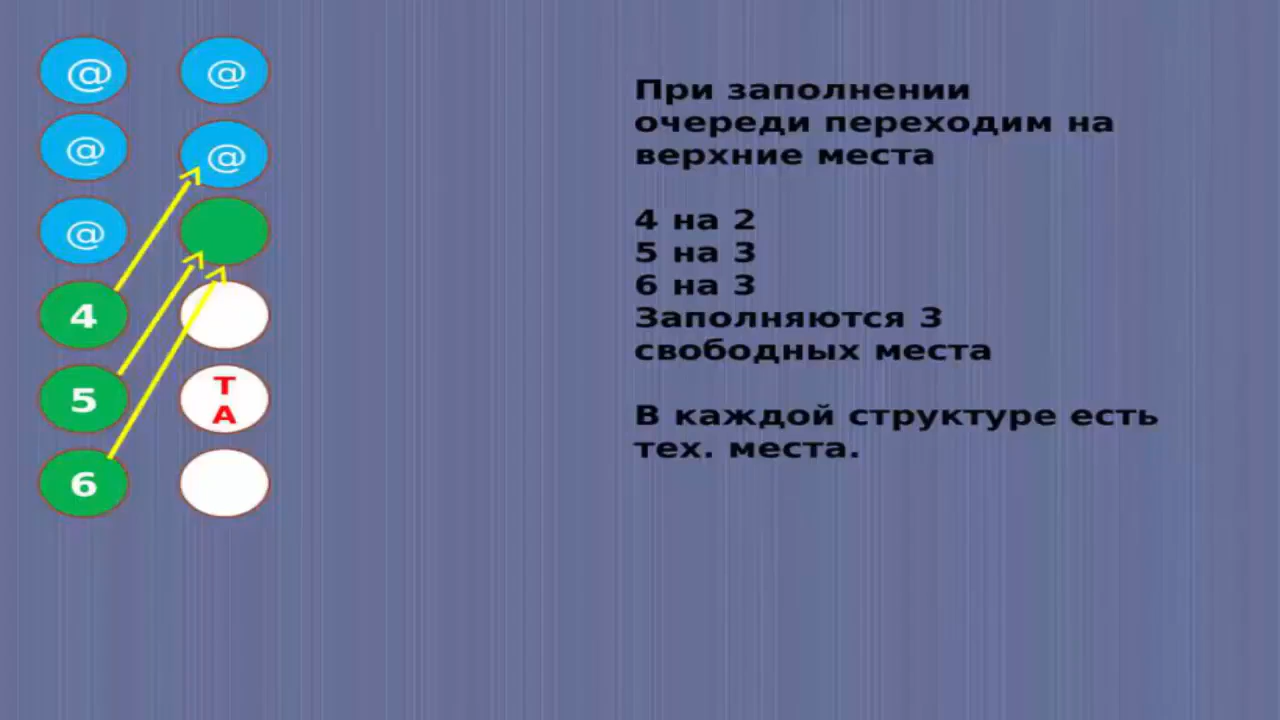 @ @
@ @
@
4
5
Т
А
6
При заполнении
очереди переходим на
верхние места
4 на 2
5 на 3
6 на 3
Заполняются 3
свободных места
В каждой структуре есть
тех. места.